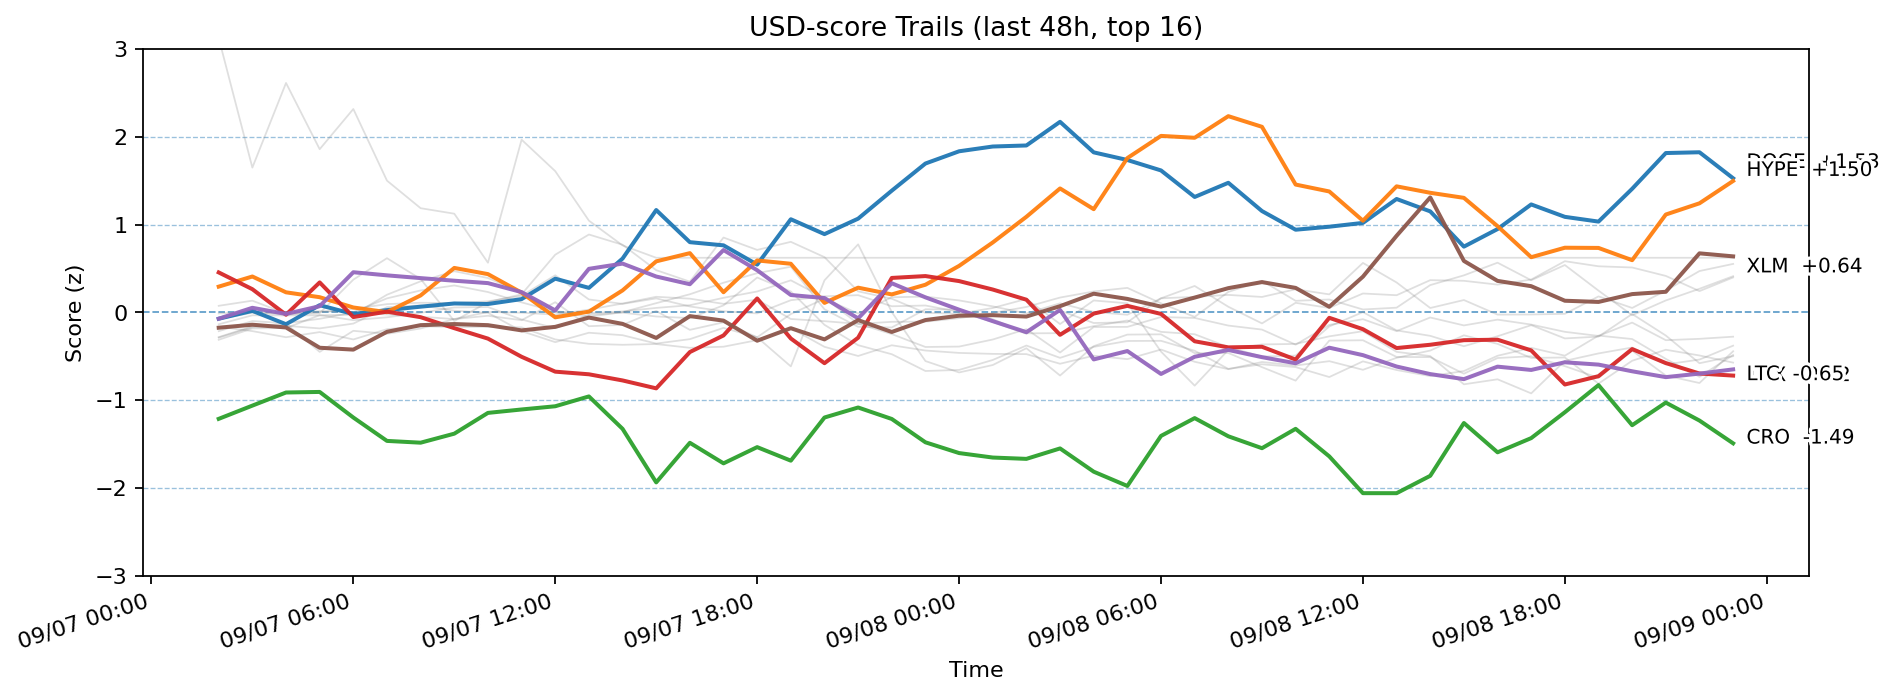 USD-score Trails (last 48h, top 16)
Score (z)
3
2
1
0
−1
−2
−3
HYPE +1.50
XLM +0.64
LTC -0.65
CRO -1.49
09/07 00:00
09/07 06:00
09/07 12:00
09/07 18:00
09/08 00:00
09/08 06:00
09/08 12:00
09/08 18:00
09/09 00:00
Time